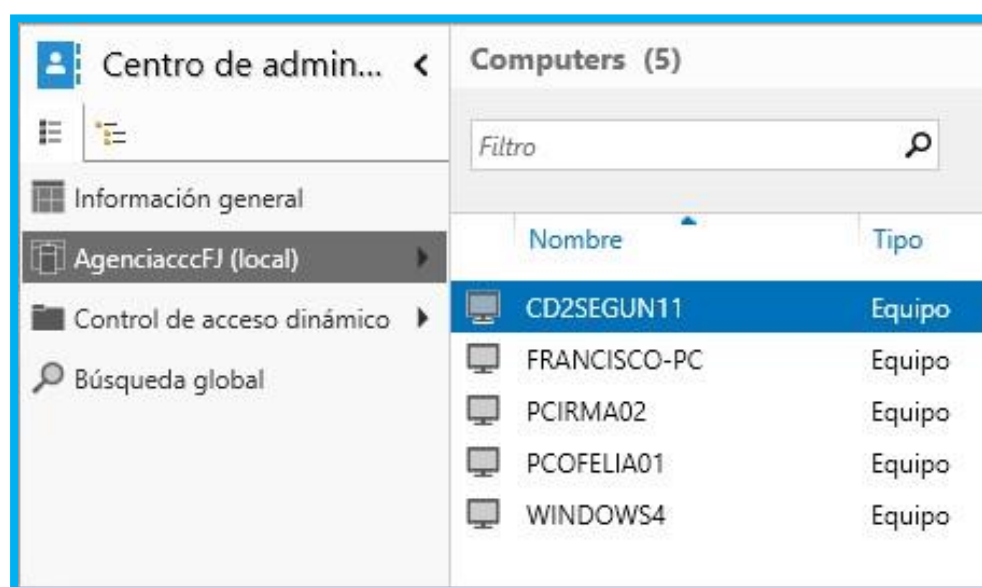 Centro de admin...
Información general
AgenciacccFJ (local)
Control de acceso dinámico
Búsqueda global
Computers (5)
Filtro
Nombre Tipo
CD2SEGUN11 Equipo
FRANCISCO-PC Equipo
PCIRMA02 Equipo
PCOFELIA01 Equipo
WINDOWS4 Equipo